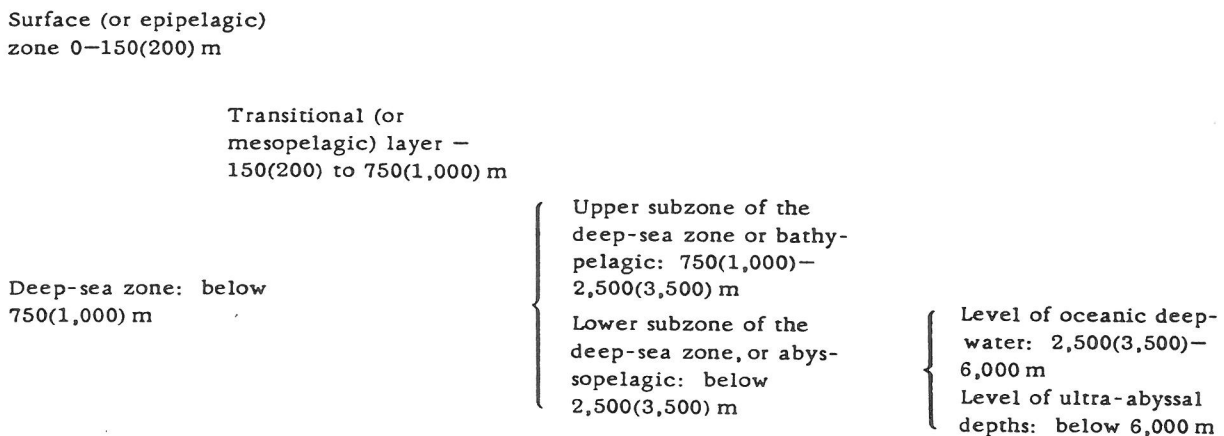 Surface (or epipelagic)
zone 0—150(200) m
Transitional (or
mesopelagic) layer —
150(200) to 750(1,000) m
Deep-sea zone: below
750(1,000) m
Upper subzone of the
deep-sea zone or bathy-
pelagic: 750(1,000)—
2,500(3,500) m
Lower subzone of the
deep-sea zone, or abys-
sopelagic: below
2,500(3,500) m
Level of oceanic deep-
water: 2,500(3,500)—
6,000 m
Level of ultra-abyssal
depths: below 6,000 m